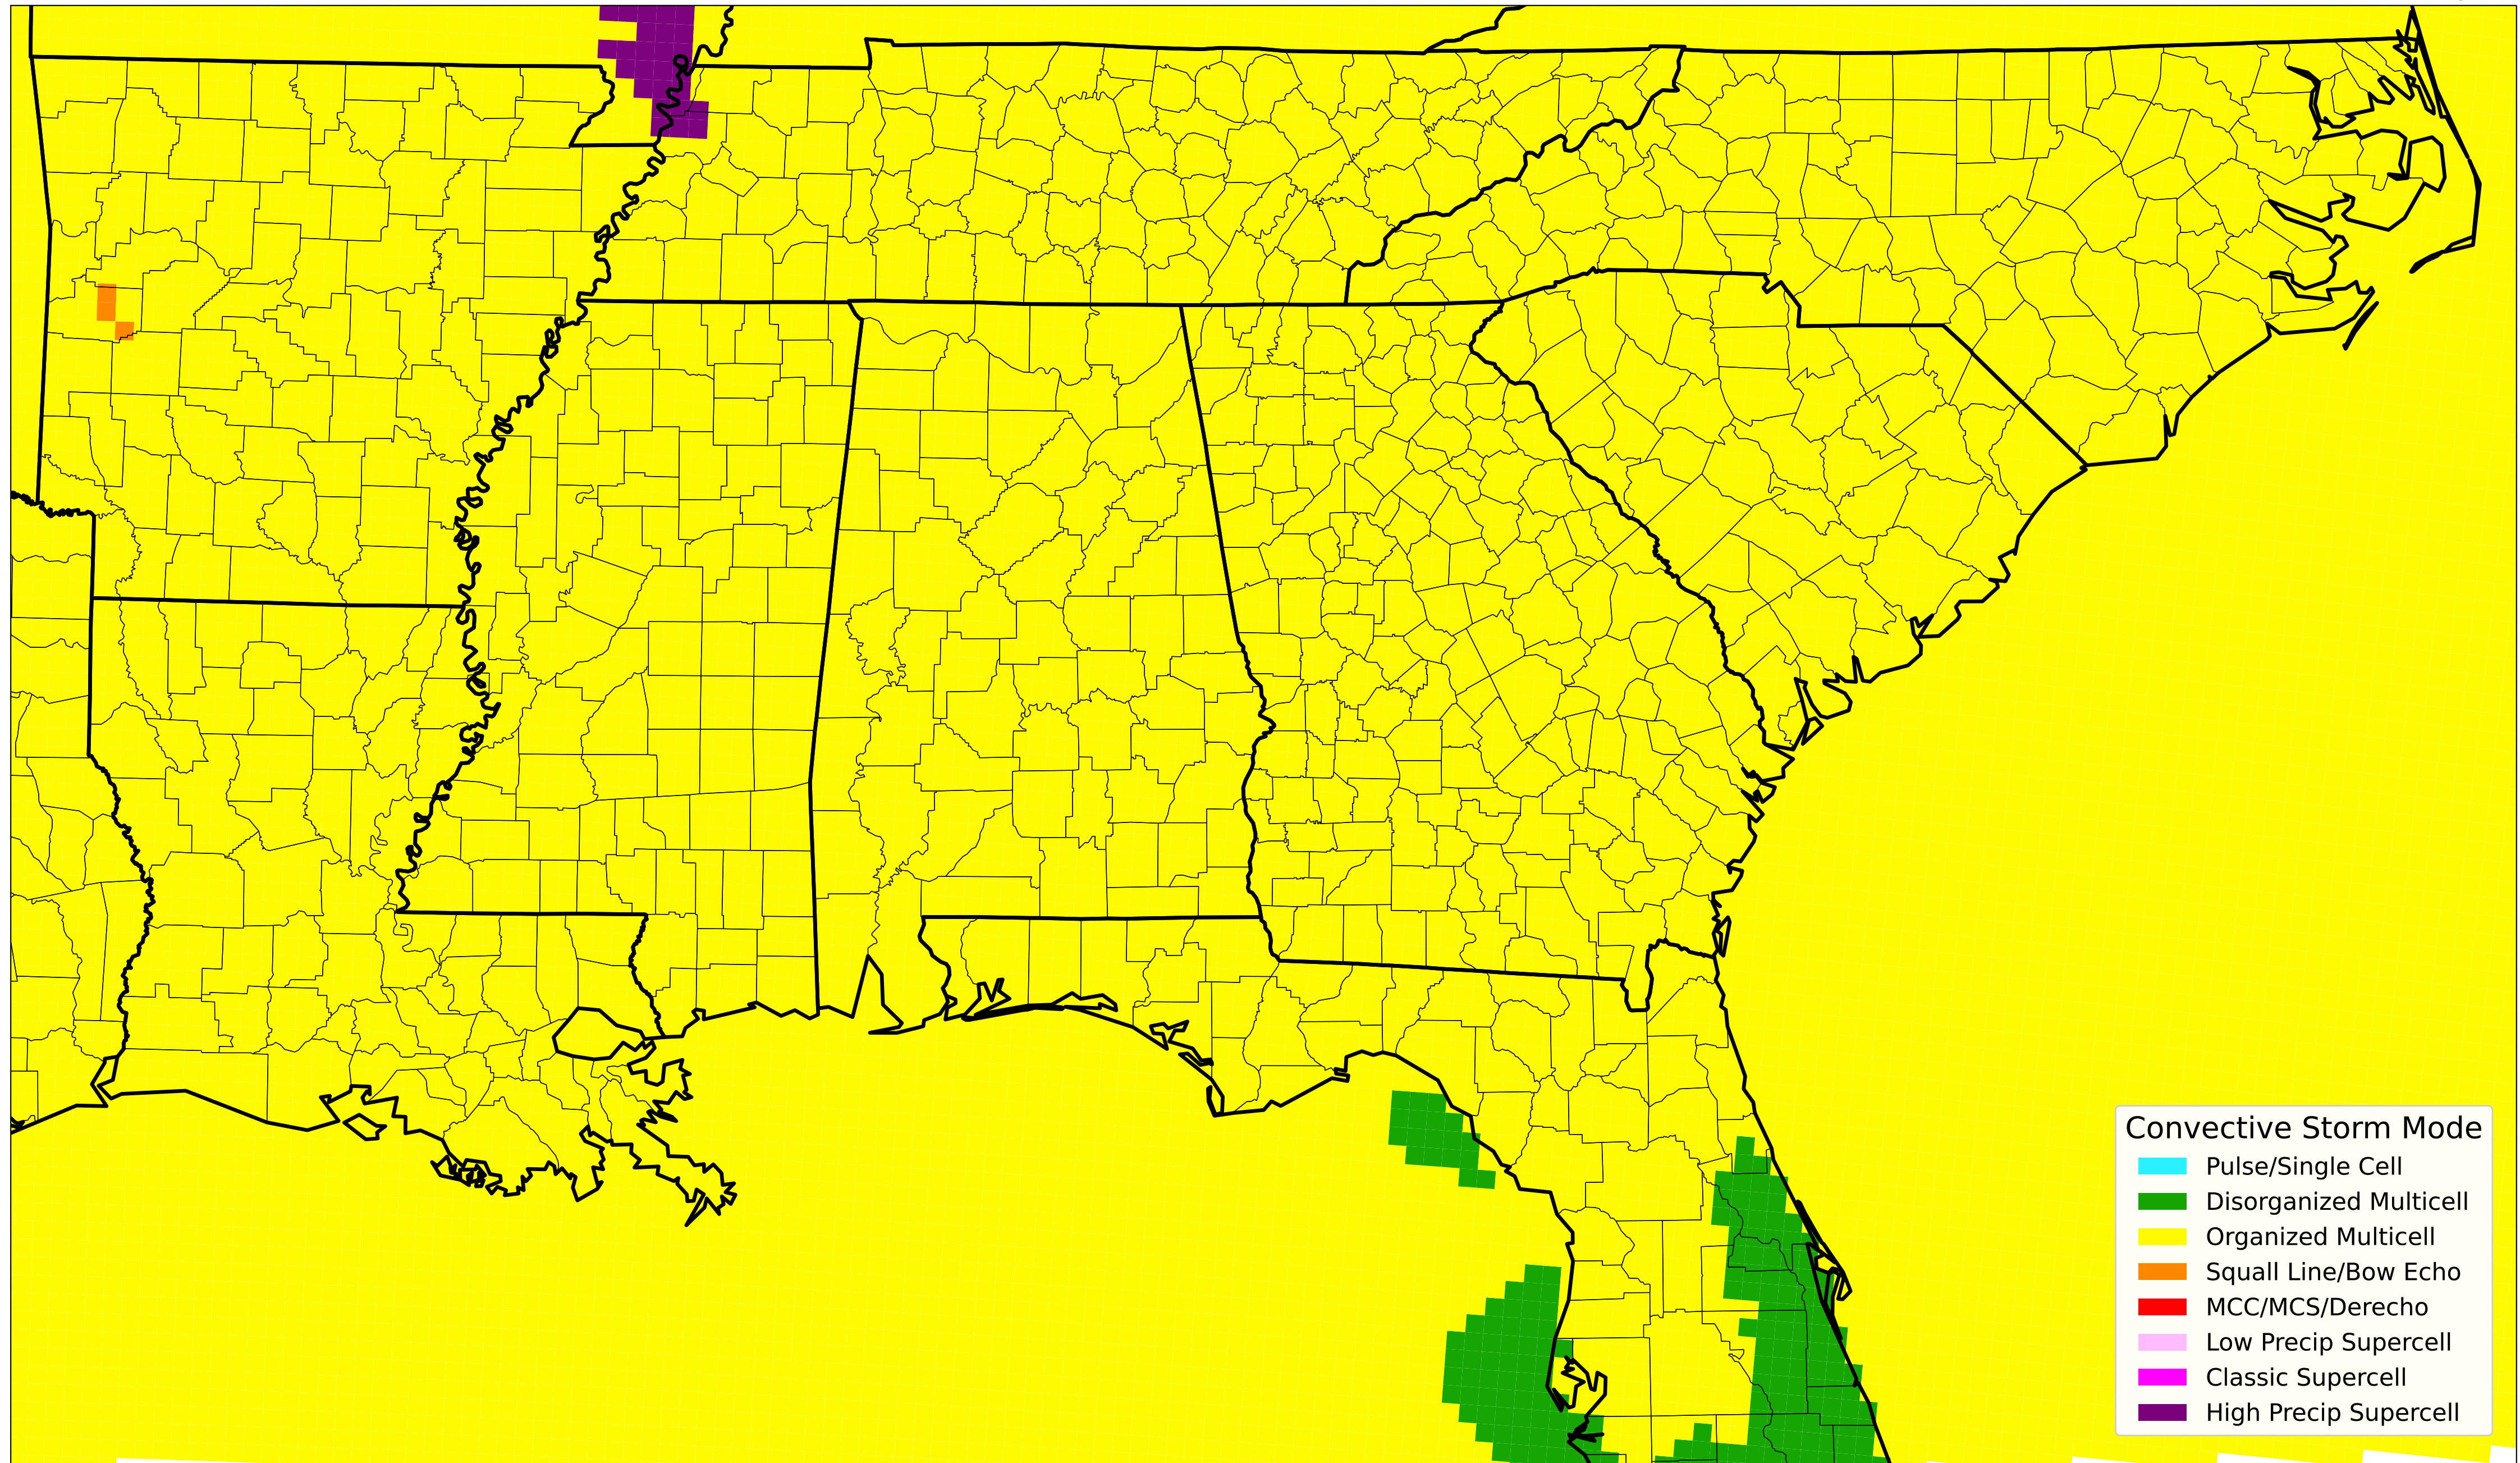 Convective Storm Mode
Pulse/Single Cell
Disorganized Multicell
Organized Multicell
Squall Line/Bow Echo
MCC/MCS/Derecho
Low Precip Supercell
Classic Supercell
High Precip Supercell